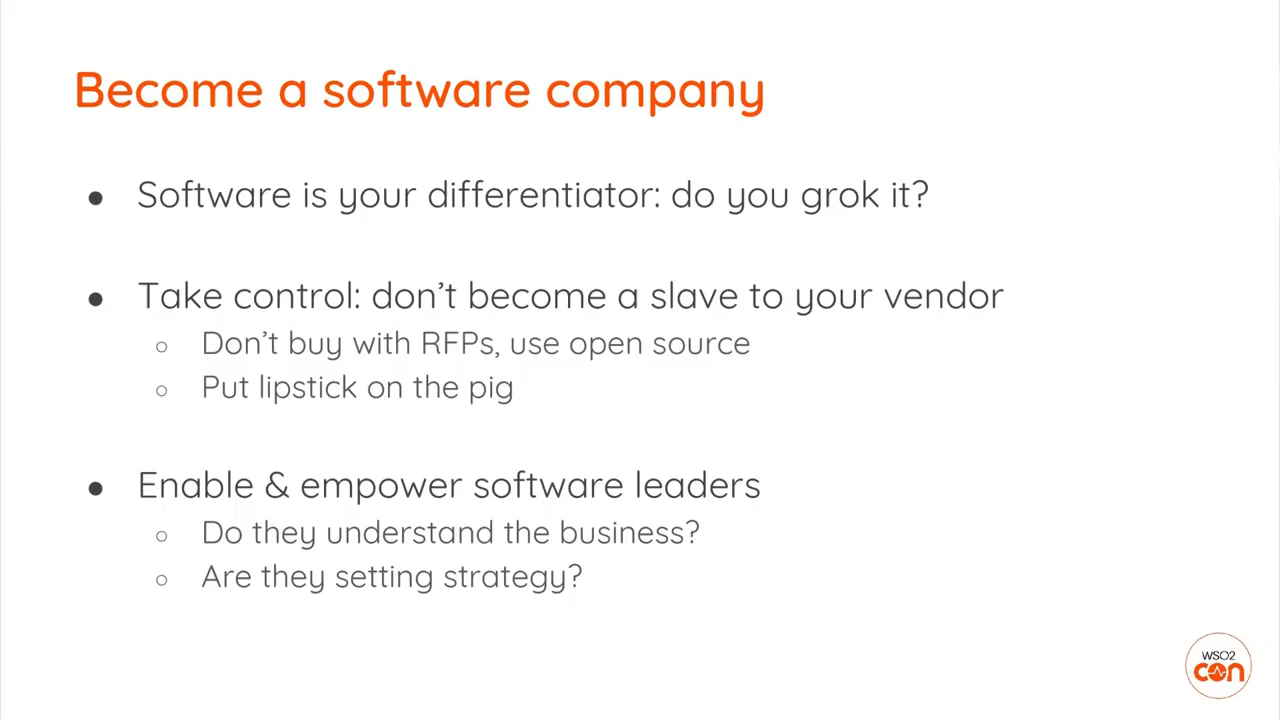 Become a software company
● Software is your differentiator: do you grok it?
● Take control: don’t become a slave to your vendor
○ Don’t buy with RFPs, use open source
○ Put lipstick on the pig
● Enable & empower software leaders
○ Do they understand the business?
○ Are they setting strategy?
WSO2
con